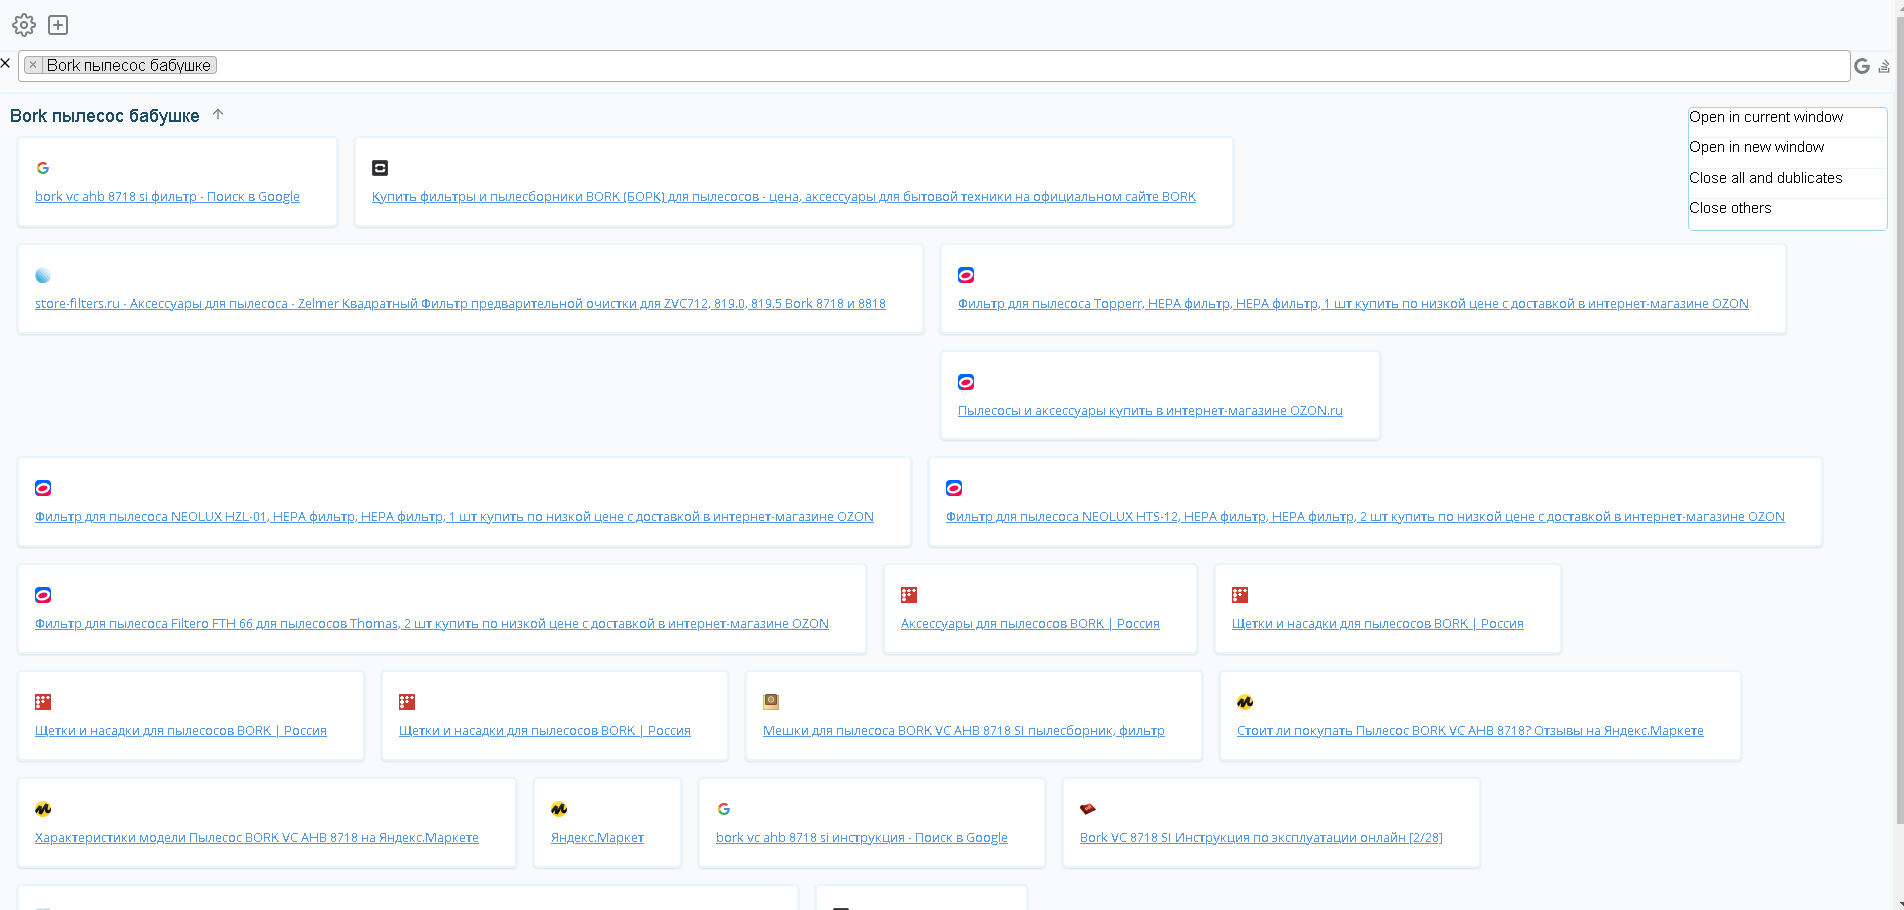 × Bork пылесос бабушке
Bork пылесос бабушке
Open in current window
Open in new window
Close all and dublicates
Close others
bork vc ahb 8718 si фильтр - Поиск в Google
Купить фильтры и пылесборники BORK (БОРК) для пылесосов - цена, аксессуары для бытовой техники на официальном сайте BORK
store-filters.ru - Аксессуары для пылесоса - Zelmer Квадратный Фильтр предварительной очистки для ZVC712, 819.0, 819.5 Bork 8718 и 8818
Фильтр для пылесоса Topperr, HEPA фильтр, HEPA фильтр, 1 шт купить по низкой цене с доставкой в интернет-магазине OZON
Пылесосы и аксессуары купить в интернет-магазине OZON.ru
Фильтр для пылесоса NEOLUX HZL-01, HEPA фильтр, HEPA фильтр, 1 шт купить по низкой цене с доставкой в интернет-магазине OZON
Фильтр для пылесоса NEOLUX HTS-12, HEPA фильтр, HEPA фильтр, 2 шт купить по низкой цене с доставкой в интернет-магазине OZON
Фильтр для пылесоса Filtero FTH 66 для пылесосов Thomas, 2 шт купить по низкой цене с доставкой в интернет-магазине OZON
Аксессуары для пылесосов BORK | Россия
Щетки и насадки для пылесосов BORK | Россия
Щетки и насадки для пылесосов BORK | Россия
Щетки и насадки для пылесосов BORK | Россия
Мешки для пылесоса BORK VC AHB 8718 SI пылесборник, фильтр
Стоит ли покупать Пылесос BORK VC AHB 8718? Отзывы на Яндекс.Маркете
Характеристики модели Пылесос BORK VC AHB 8718 на Яндекс.Маркете
Яндекс.Маркет
bork vc ahb 8718 si инструкция - Поиск в Google
Bork VC 8718 SI Инструкция по эксплуатации онлайн [2/28]